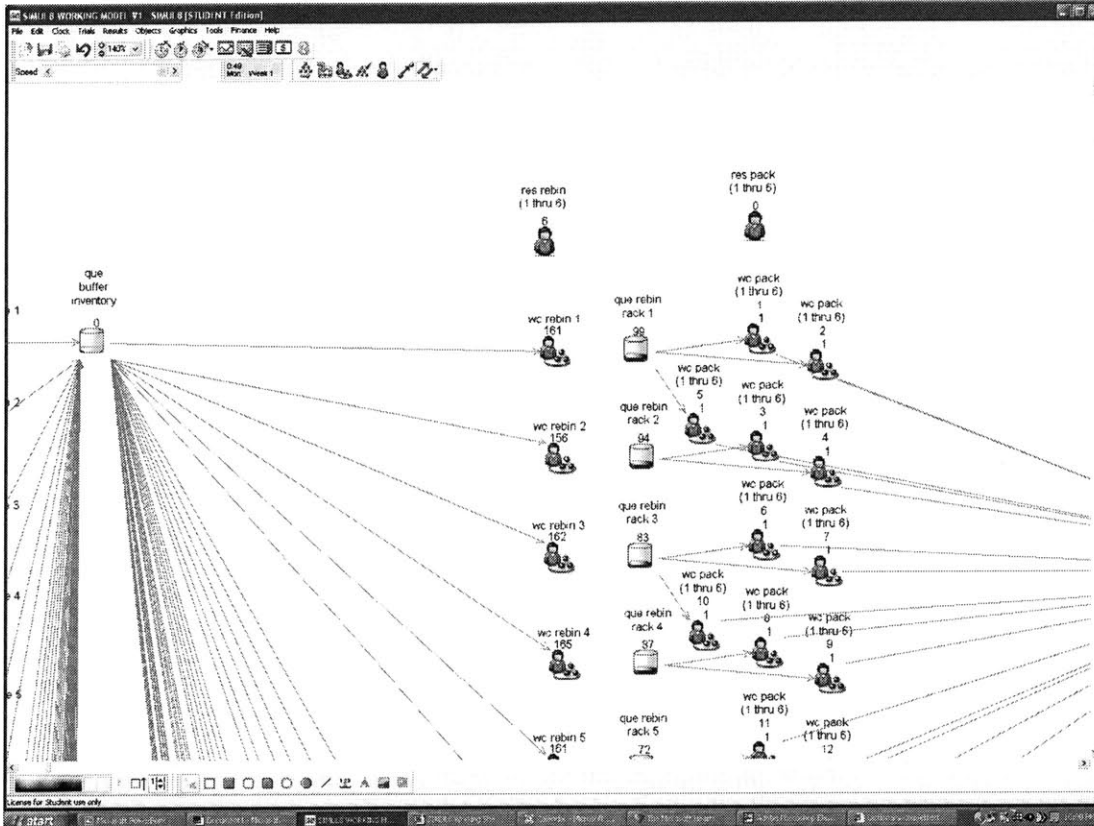 SIMUL8 WORKING MODEL V1 - SIMUL8 [STUDENT Edition]
File Edit Clock Trials Results Objects Graphics Tools Finance Help
140%
Speed
0:49
Mon Week 1
res rebin
(1 thru 6)
6
res pack
(1 thru 6)
0
que
buffer
inventory
0
e 1
wc rebin 1
161
que rebin
rack 1
99
wc pack
(1 thru 6)
1
1
wc pack
(1 thru 6)
2
1
wc pack
(1 thru 6)
5
1
e 2
wc rebin 2
156
que rebin
rack 2
94
wc pack
(1 thru 6)
3
1
wc pack
(1 thru 6)
4
1
e 3
wc rebin 3
162
que rebin
rack 3
83
wc pack
(1 thru 6)
6
1
wc pack
(1 thru 6)
7
1
wc pack
(1 thru 6)
10
1
e 4
wc rebin 4
165
que rebin
rack 4
wc pack
(1 thru 6)
8
1
wc pack
(1 thru 6)
9
1
e 5
wc rebin 5
161
que rebin
rack 5
72
wc pack
(1 thru 6)
11
1
wc pack
(1 thru 6)
12
License for Student use only
start
Microsoft PowerPoint
SIMUL8 WORKING M...
Calendar - Microsoft ...